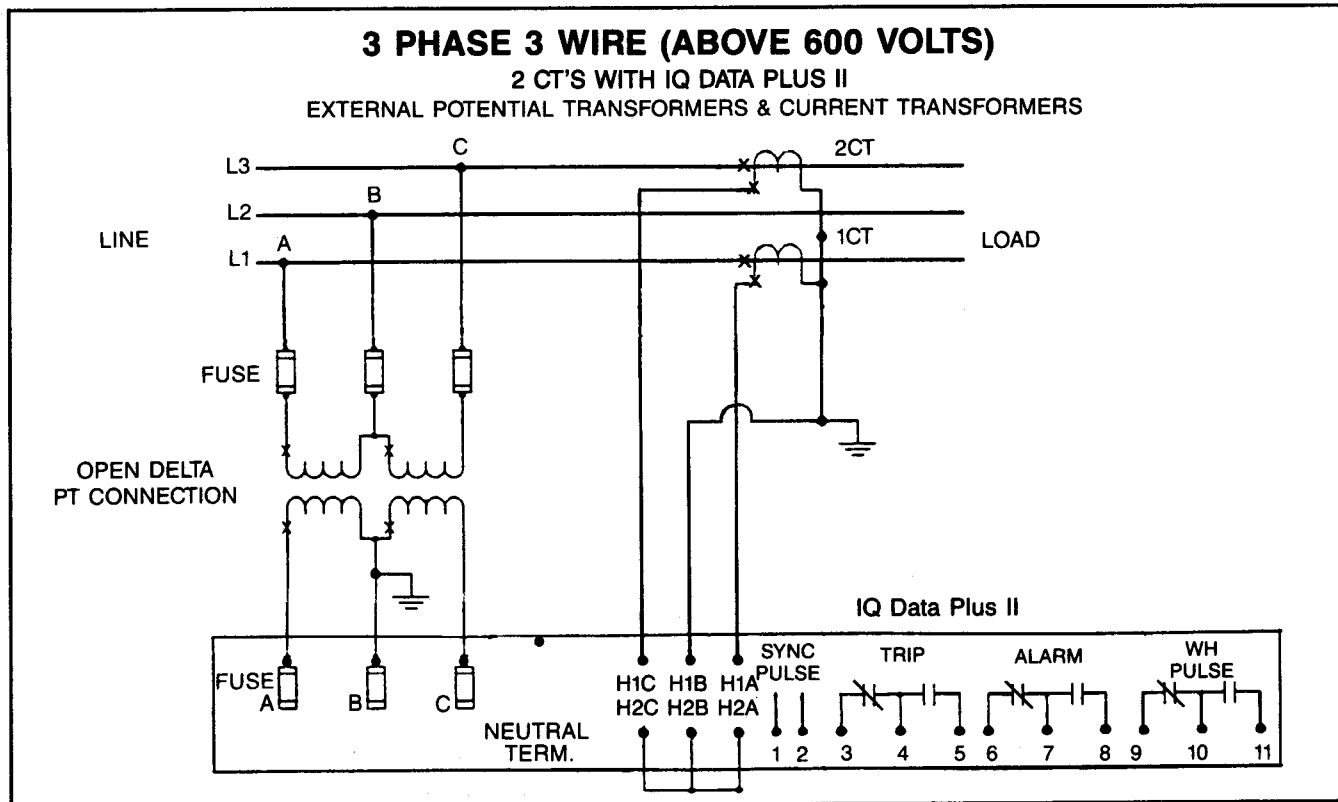 3 PHASE 3 WIRE (ABOVE 600 VOLTS)
2 CT'S WITH IQ DATA PLUS II
EXTERNAL POTENTIAL TRANSFORMERS & CURRENT TRANSFORMERS
C
L3
2CT
B
L2
LINE
A
1CT
LOAD
L1
FUSE
OPEN DELTA
PT CONNECTION
IQ Data Plus II
FUSE
A
B
C
NEUTRAL
TERM.
H1C H1B H1A
H2C H2B H2A
SYNC
PULSE
1 2
TRIP
3 4 5
ALARM
6 7 8
WH
PULSE
9 10 11